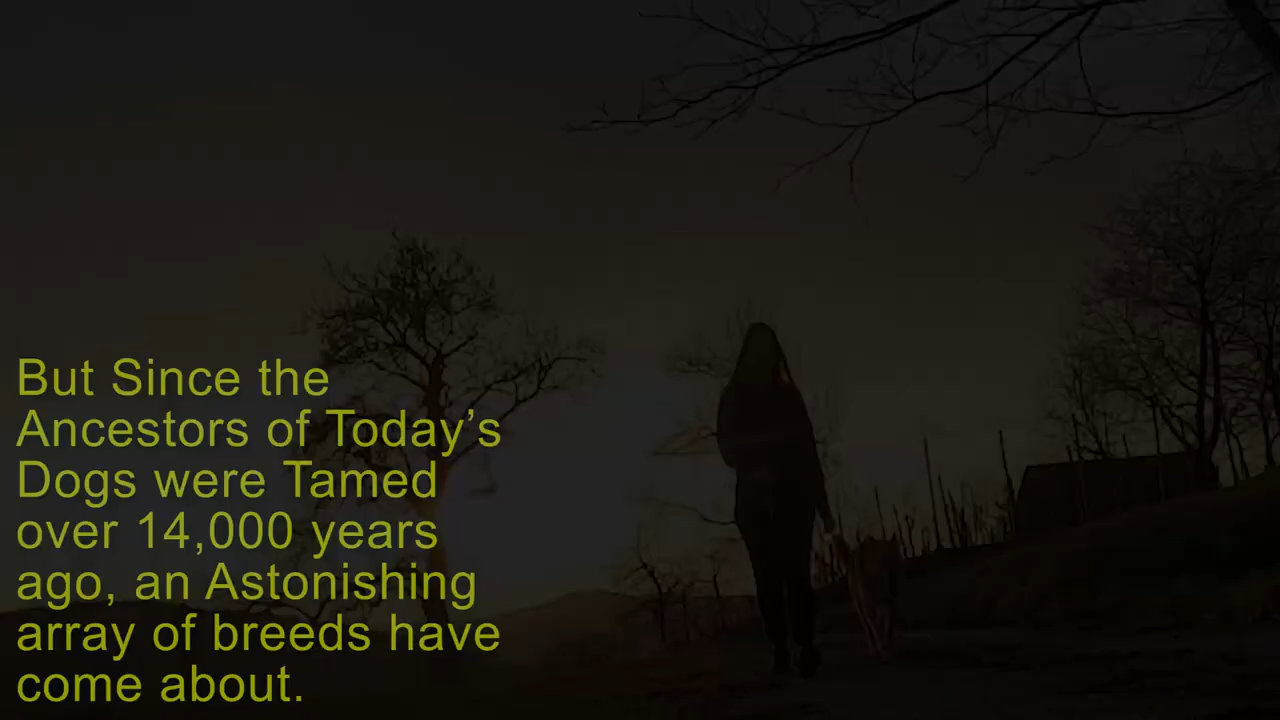 But Since the
Ancestors of Today’s
Dogs were Tamed
over 14,000 years
ago, an Astonishing
array of breeds have
come about.